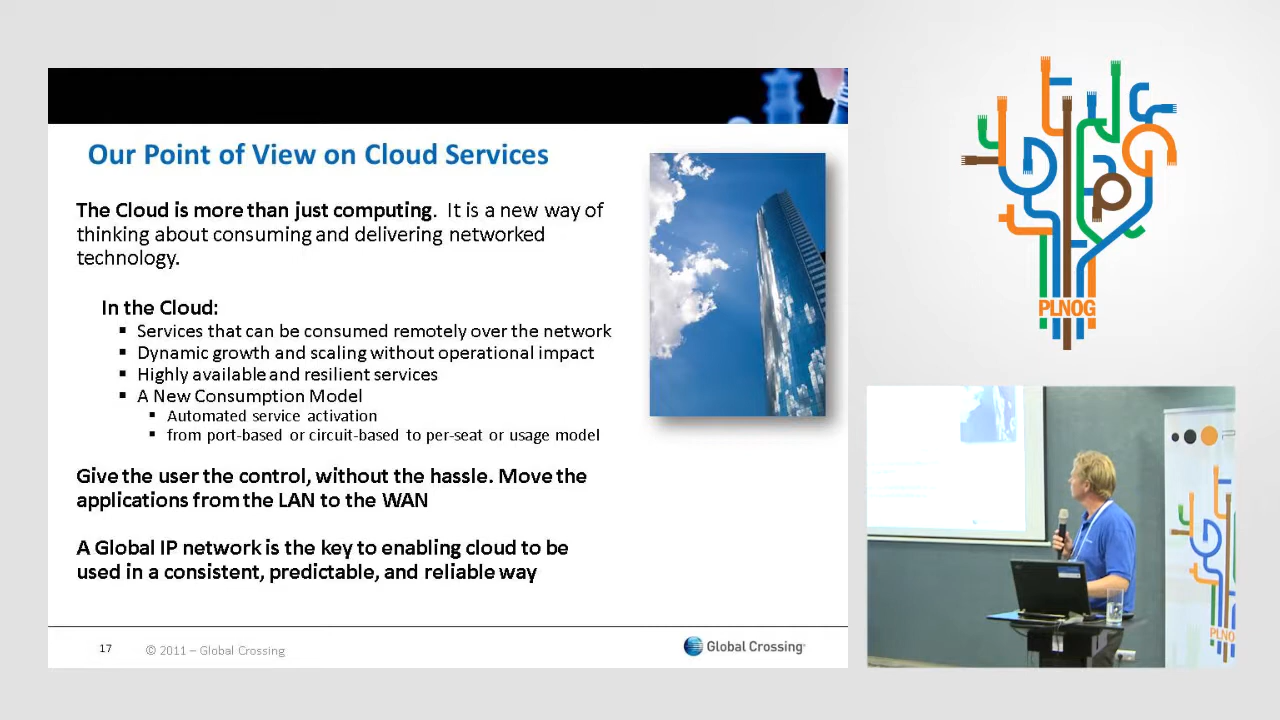 Our Point of View on Cloud Services
The Cloud is more than just computing. It is a new way of
thinking about consuming and delivering networked
technology.
In the Cloud:
▪ Services that can be consumed remotely over the network
▪ Dynamic growth and scaling without operational impact
▪ Highly available and resilient services
▪ A New Consumption Model
▪ Automated service activation
▪ from port-based or circuit-based to per-seat or usage model
Give the user the control, without the hassle. Move the
applications from the LAN to the WAN
A Global IP network is the key to enabling cloud to be
used in a consistent, predictable, and reliable way
17
© 2011 – Global Crossing
Global Crossing
PLNOG
PLNOG